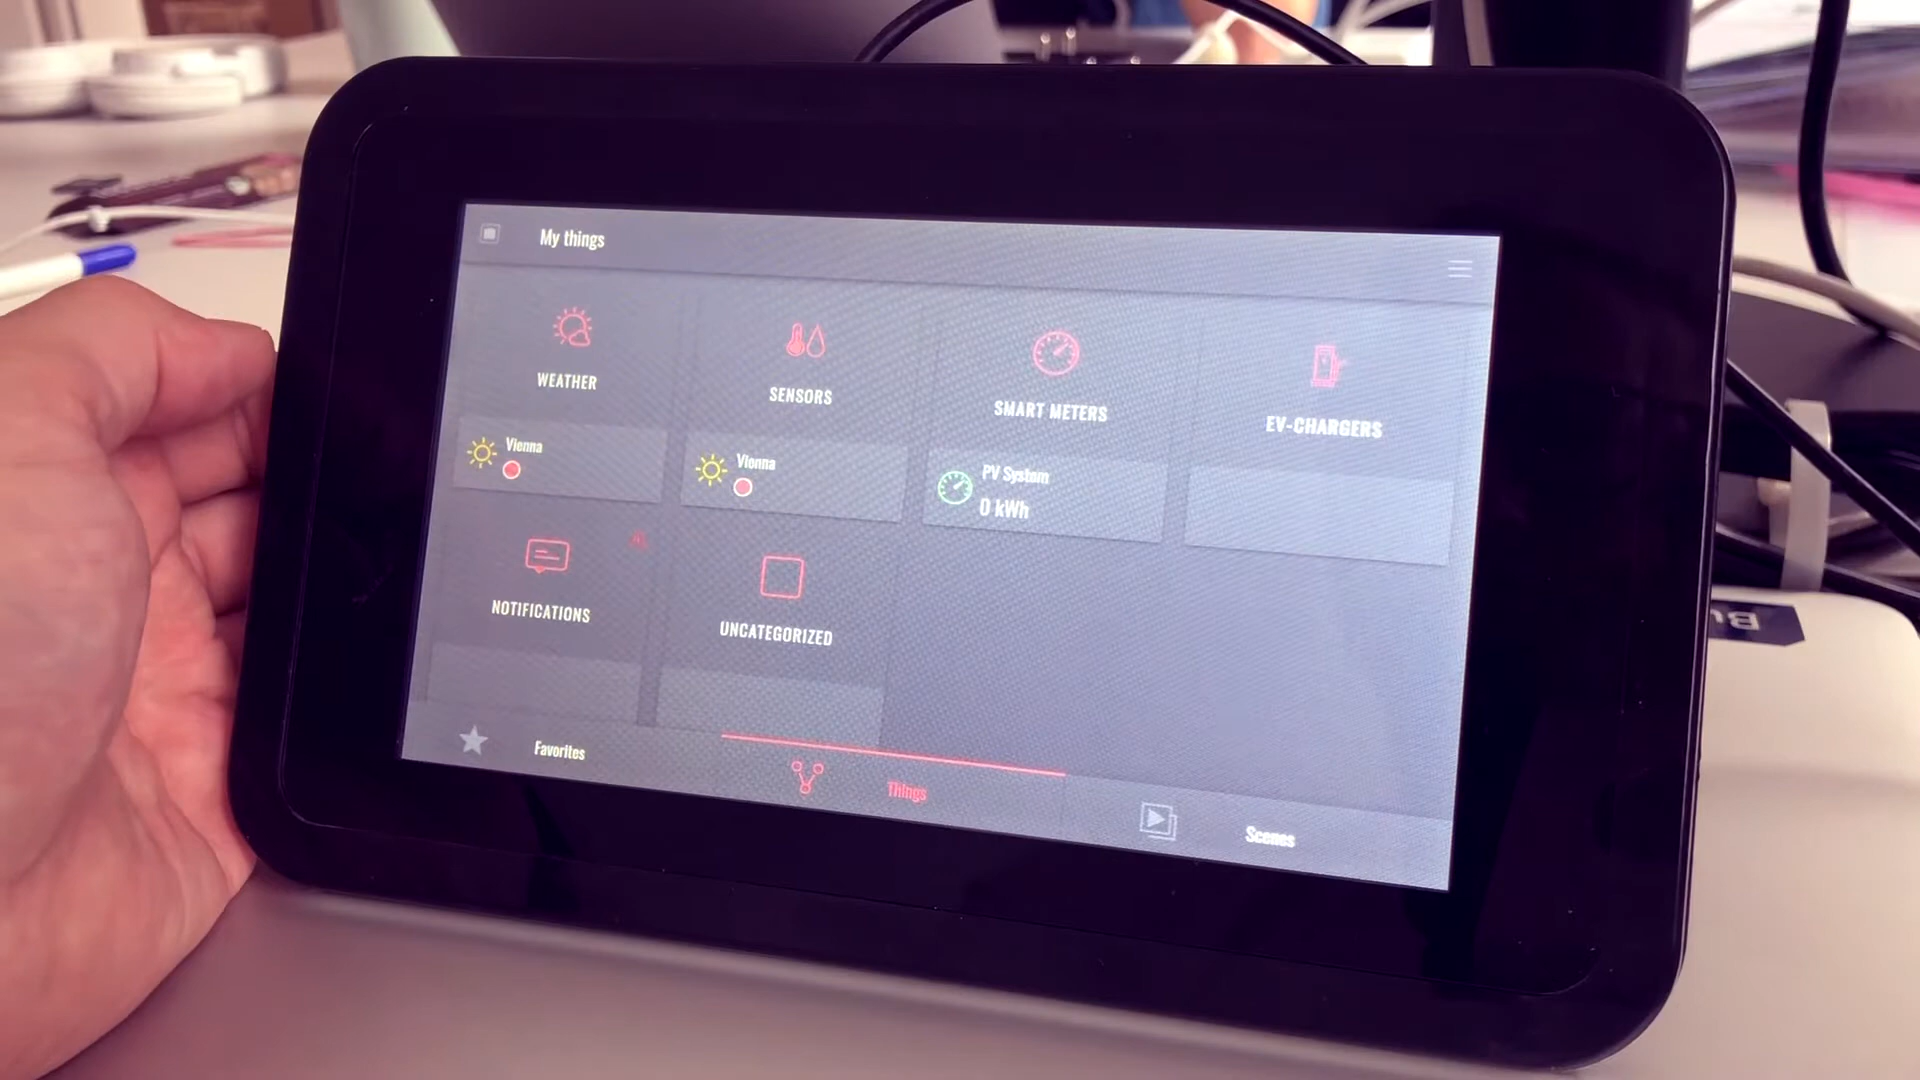 My things
WEATHER
SENSORS
SMART METERS
EV-CHARGERS
Vienna
Vienna
PV System
0 kWh
NOTIFICATIONS
UNCATEGORIZED
Favorites
Things
Scenes